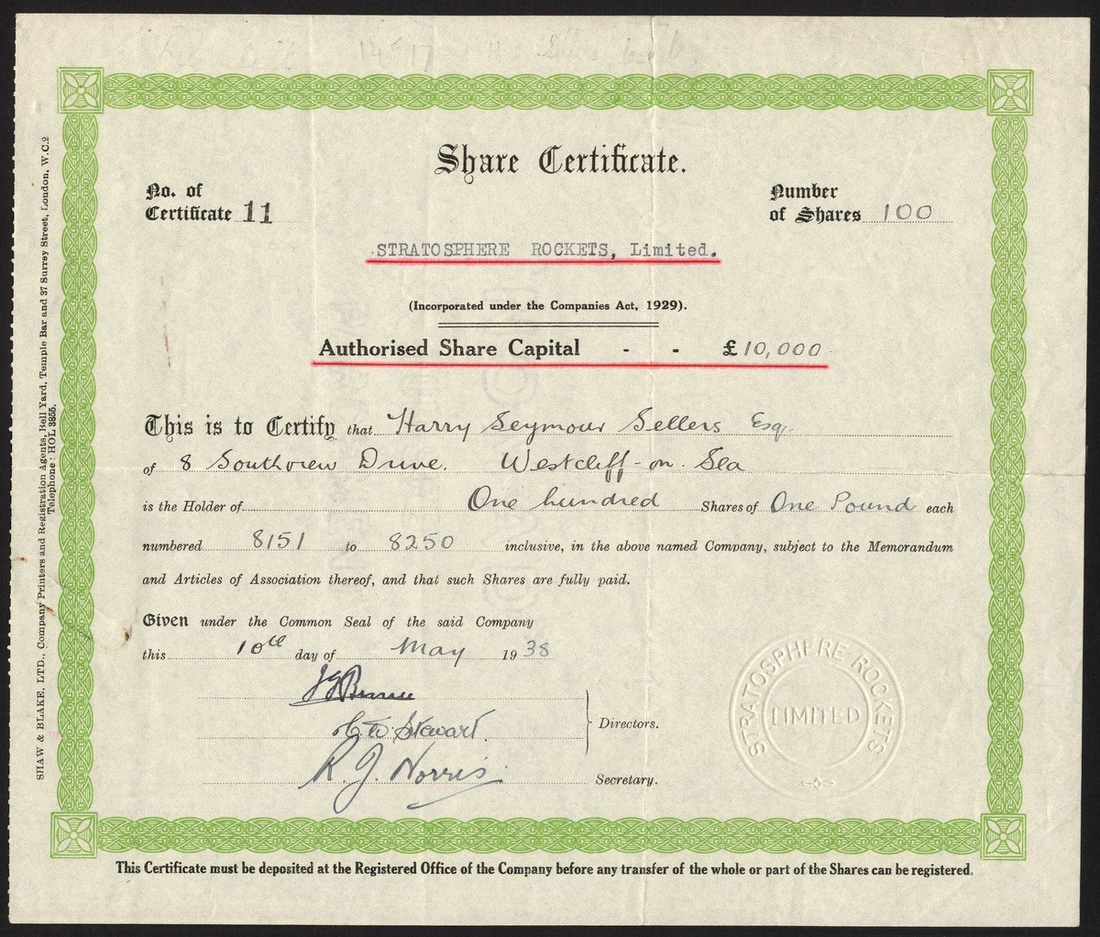 Share Certificate.
No. of
Certificate 11
Number
of Shares 100
STRATOSPHERE ROCKETS, Limited.
(Incorporated under the Companies Act, 1929).
Authorised Share Capital - - £10,000
This is to Certify that Harry Seymour Sellers Esq.
of 8 Southview Drive. Westcliff-on-Sea
is the Holder of One hundred Shares of One Pound each
numbered 8151 to 8250 inclusive, in the above named Company, subject to the Memorandum
and Articles of Association thereof, and that such Shares are fully paid.
Given under the Common Seal of the said Company
this 10th day of May 1938
C. W. Stewart
Directors.
R. J. Norris
Secretary.
STRATOSPHERE ROCKETS
LIMITED
This Certificate must be deposited at the Registered Office of the Company before any transfer of the whole or part of the Shares can be registered.
SHAW & BLAKE, LTD., Company Printers and Registration Agents, Bell Yard, Temple Bar and 37 Surrey Street, London, W.C.2
Telephone: HOL 3855.